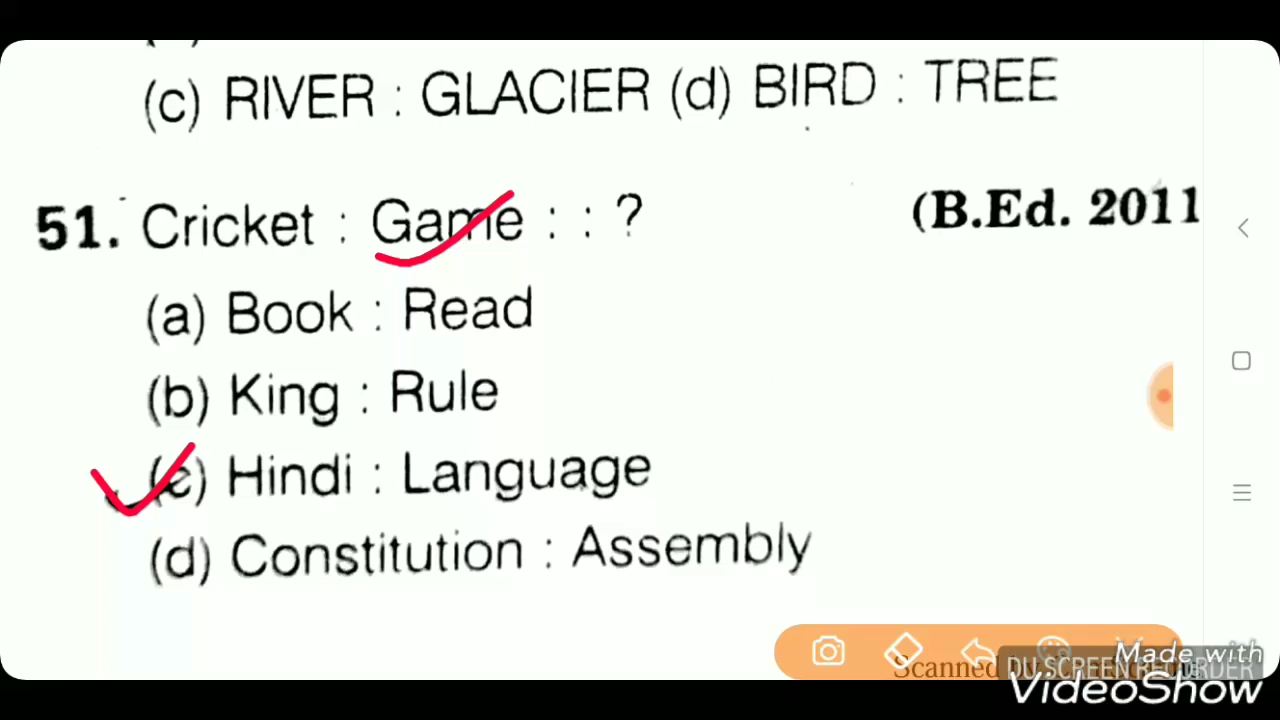 (c) RIVER : GLACIER (d) BIRD : TREE
51. Cricket : Game : : ? (B.Ed. 2011
(a) Book : Read
(b) King : Rule
(c) Hindi : Language
(d) Constitution : Assembly
Scanned by
Made with
DU SCREEN RECORDER
VideoShow